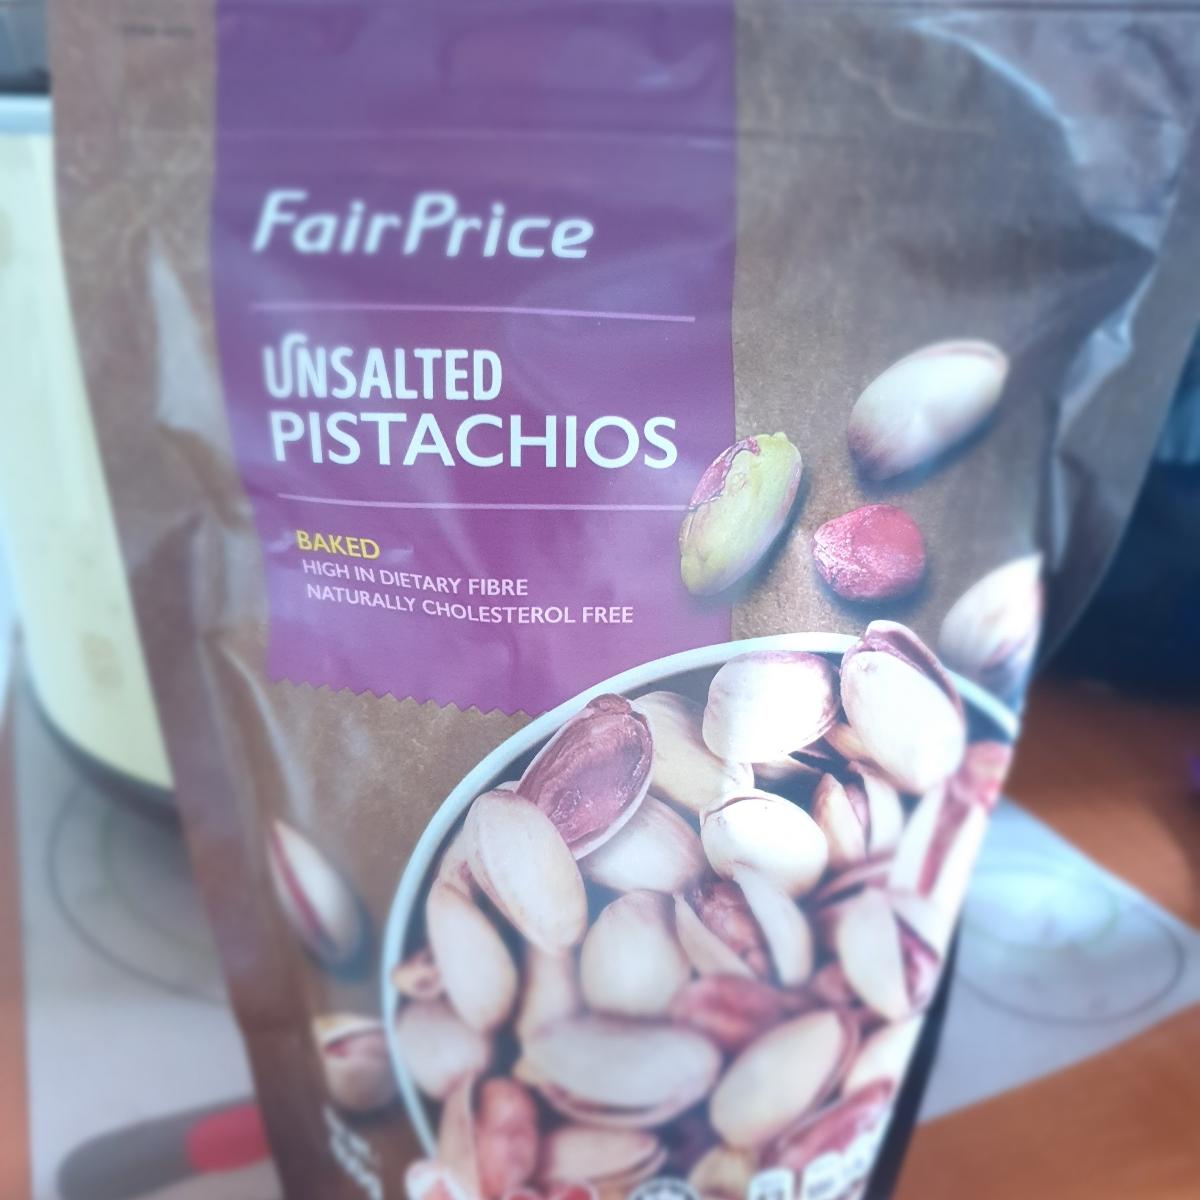 FairPrice
UNSALTED
PISTACHIOS
BAKED
HIGH IN DIETARY FIBRE
NATURALLY CHOLESTEROL FREE